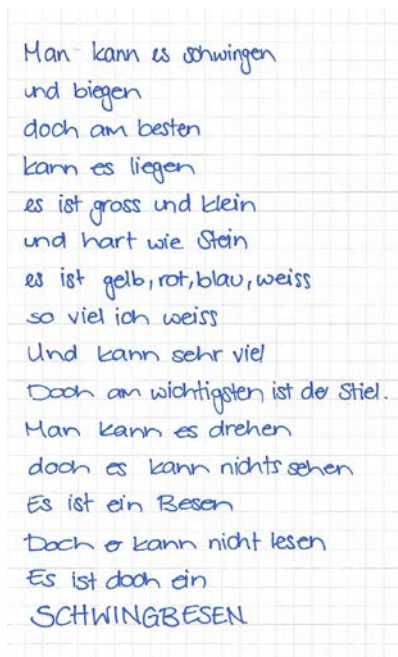 Man kann es schwingen
und biegen
doch am besten
kann es liegen
es ist gross und klein
und hart wie Stein
es ist gelb, rot, blau, weiss
so viel ich weiss
Und kann sehr viel
Doch am wichtigsten ist der Stiel.
Man kann es drehen
doch es kann nichts sehen
Es ist ein Besen
Doch er kann nicht lesen
Es ist doch ein
SCHWINGBESEN